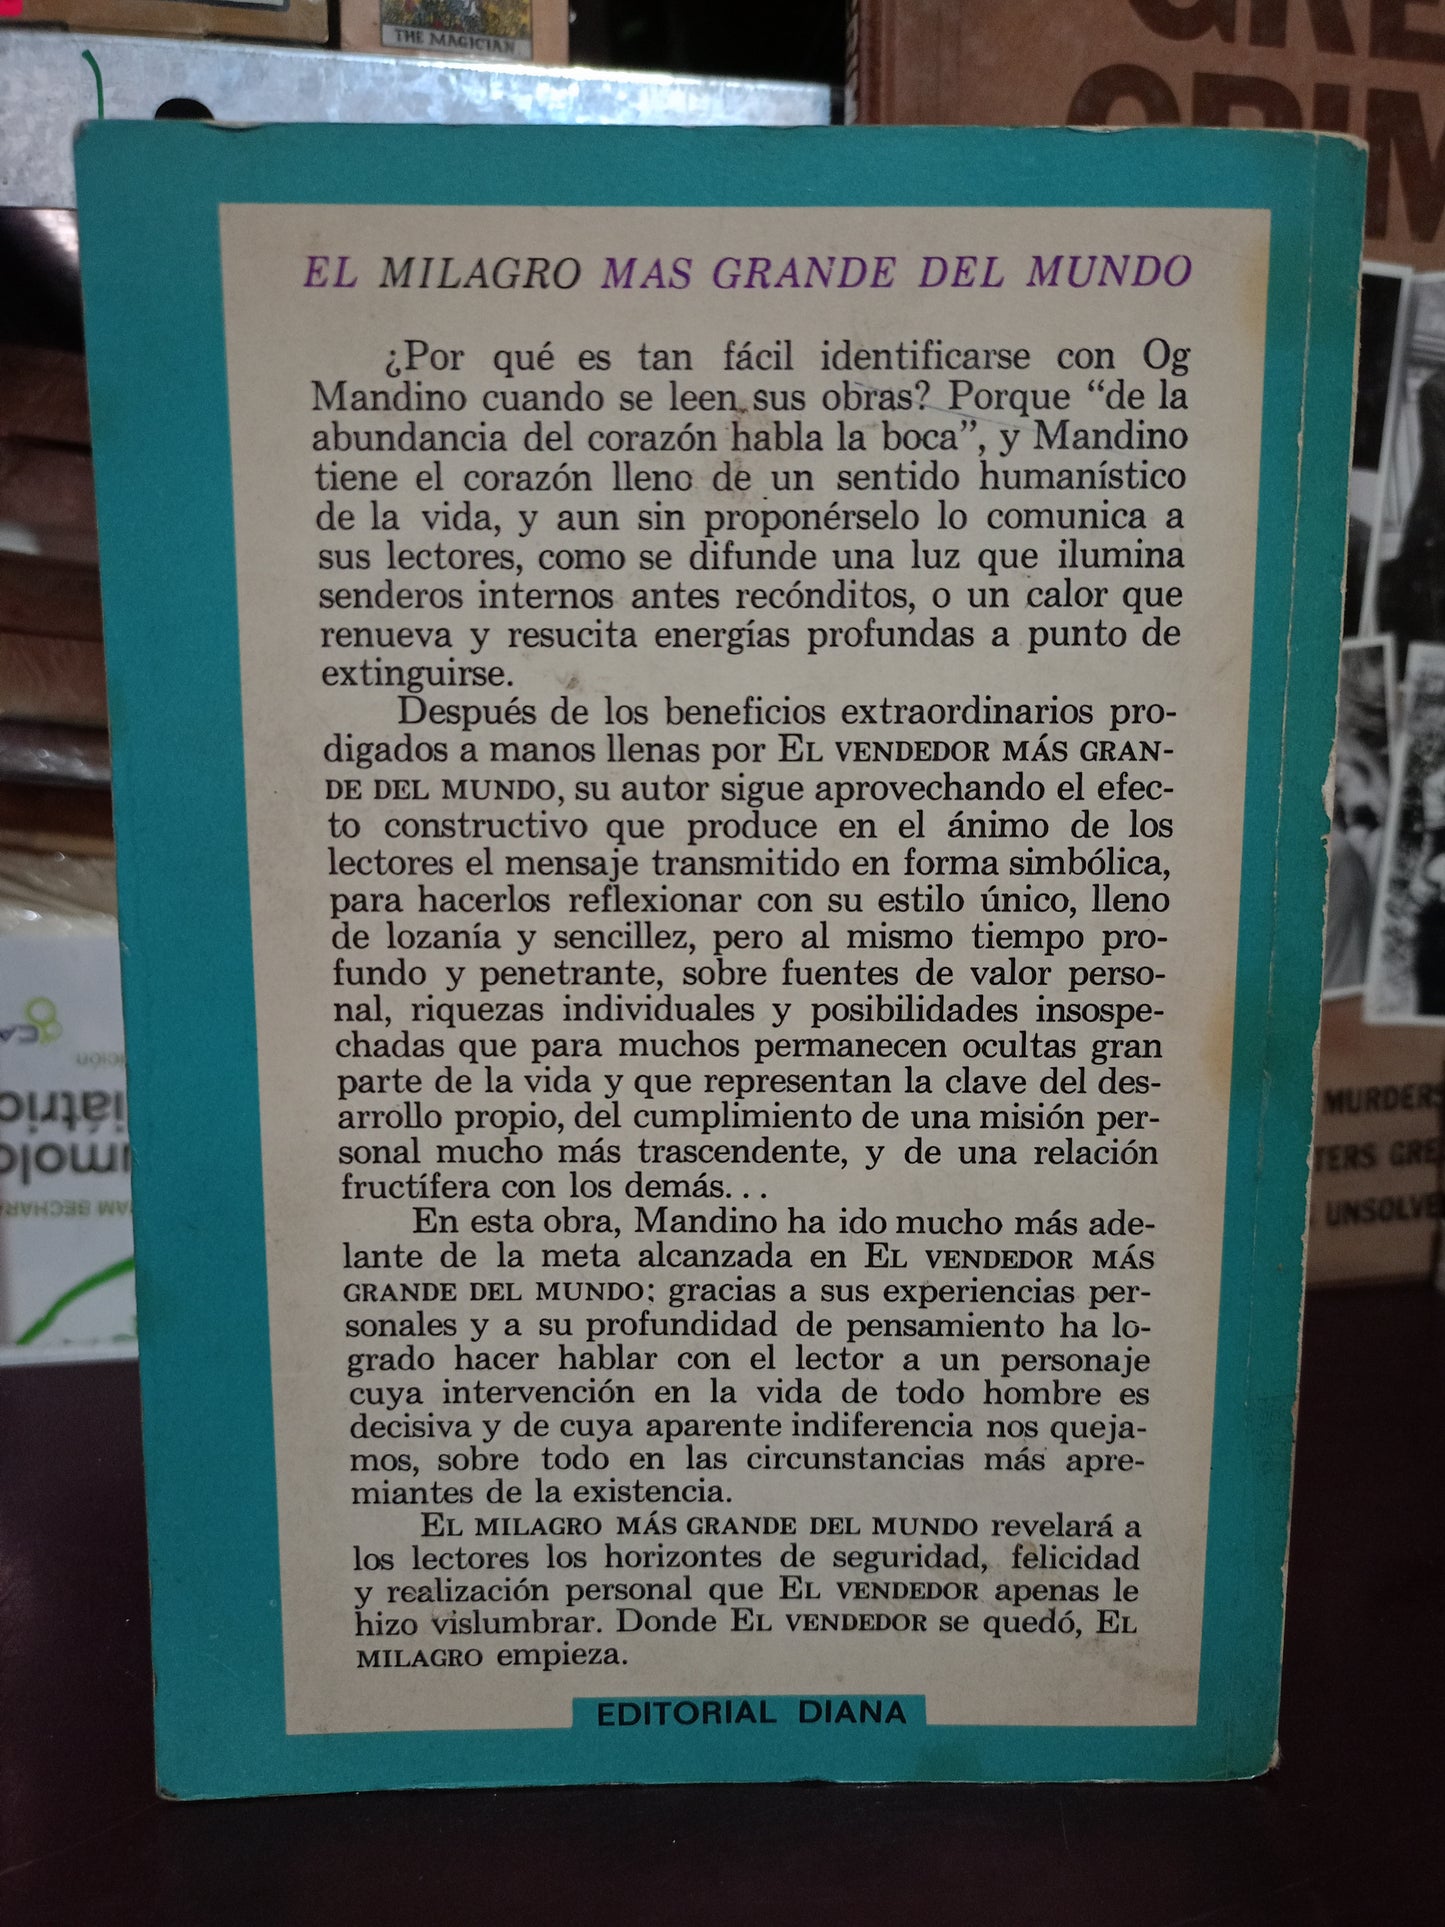 THE MAGICIAN
GRE
CRIM
EL MILAGRO MAS GRANDE DEL MUNDO
¿Por qué es tan fácil identificarse con Og
Mandino cuando se leen sus obras? Porque “de la
abundancia del corazón habla la boca”, y Mandino
tiene el corazón lleno de un sentido humanístico
de la vida, y aun sin proponérselo lo comunica a
sus lectores, como se difunde una luz que ilumina
senderos internos antes recónditos, o un calor que
renueva y resucita energías profundas a punto de
extinguirse.
Después de los beneficios extraordinarios pro-
digados a manos llenas por EL VENDEDOR MÁS GRAN-
DE DEL MUNDO, su autor sigue aprovechando el efec-
to constructivo que produce en el ánimo de los
lectores el mensaje transmitido en forma simbólica,
para hacerlos reflexionar con su estilo único, lleno
de lozanía y sencillez, pero al mismo tiempo pro-
fundo y penetrante, sobre fuentes de valor perso-
nal, riquezas individuales y posibilidades insospe-
chadas que para muchos permanecen ocultas gran
parte de la vida y que representan la clave del des-
arrollo propio, del cumplimiento de una misión per-
sonal mucho más trascendente, y de una relación
fructífera con los demás...
En esta obra, Mandino ha ido mucho más ade-
lante de la meta alcanzada en EL VENDEDOR MÁS
GRANDE DEL MUNDO; gracias a sus experiencias per-
sonales y a su profundidad de pensamiento ha lo-
grado hacer hablar con el lector a un personaje
cuya intervención en la vida de todo hombre es
decisiva y de cuya aparente indiferencia nos queja-
mos, sobre todo en las circunstancias más apre-
miantes de la existencia.
EL MILAGRO MÁS GRANDE DEL MUNDO revelará a
los lectores los horizontes de seguridad, felicidad
y realización personal que EL VENDEDOR apenas le
hizo vislumbrar. Donde EL VENDEDOR se quedó, EL
MILAGRO empieza.
EDITORIAL DIANA
MURDERS
TERS GRE
UNSOLVE